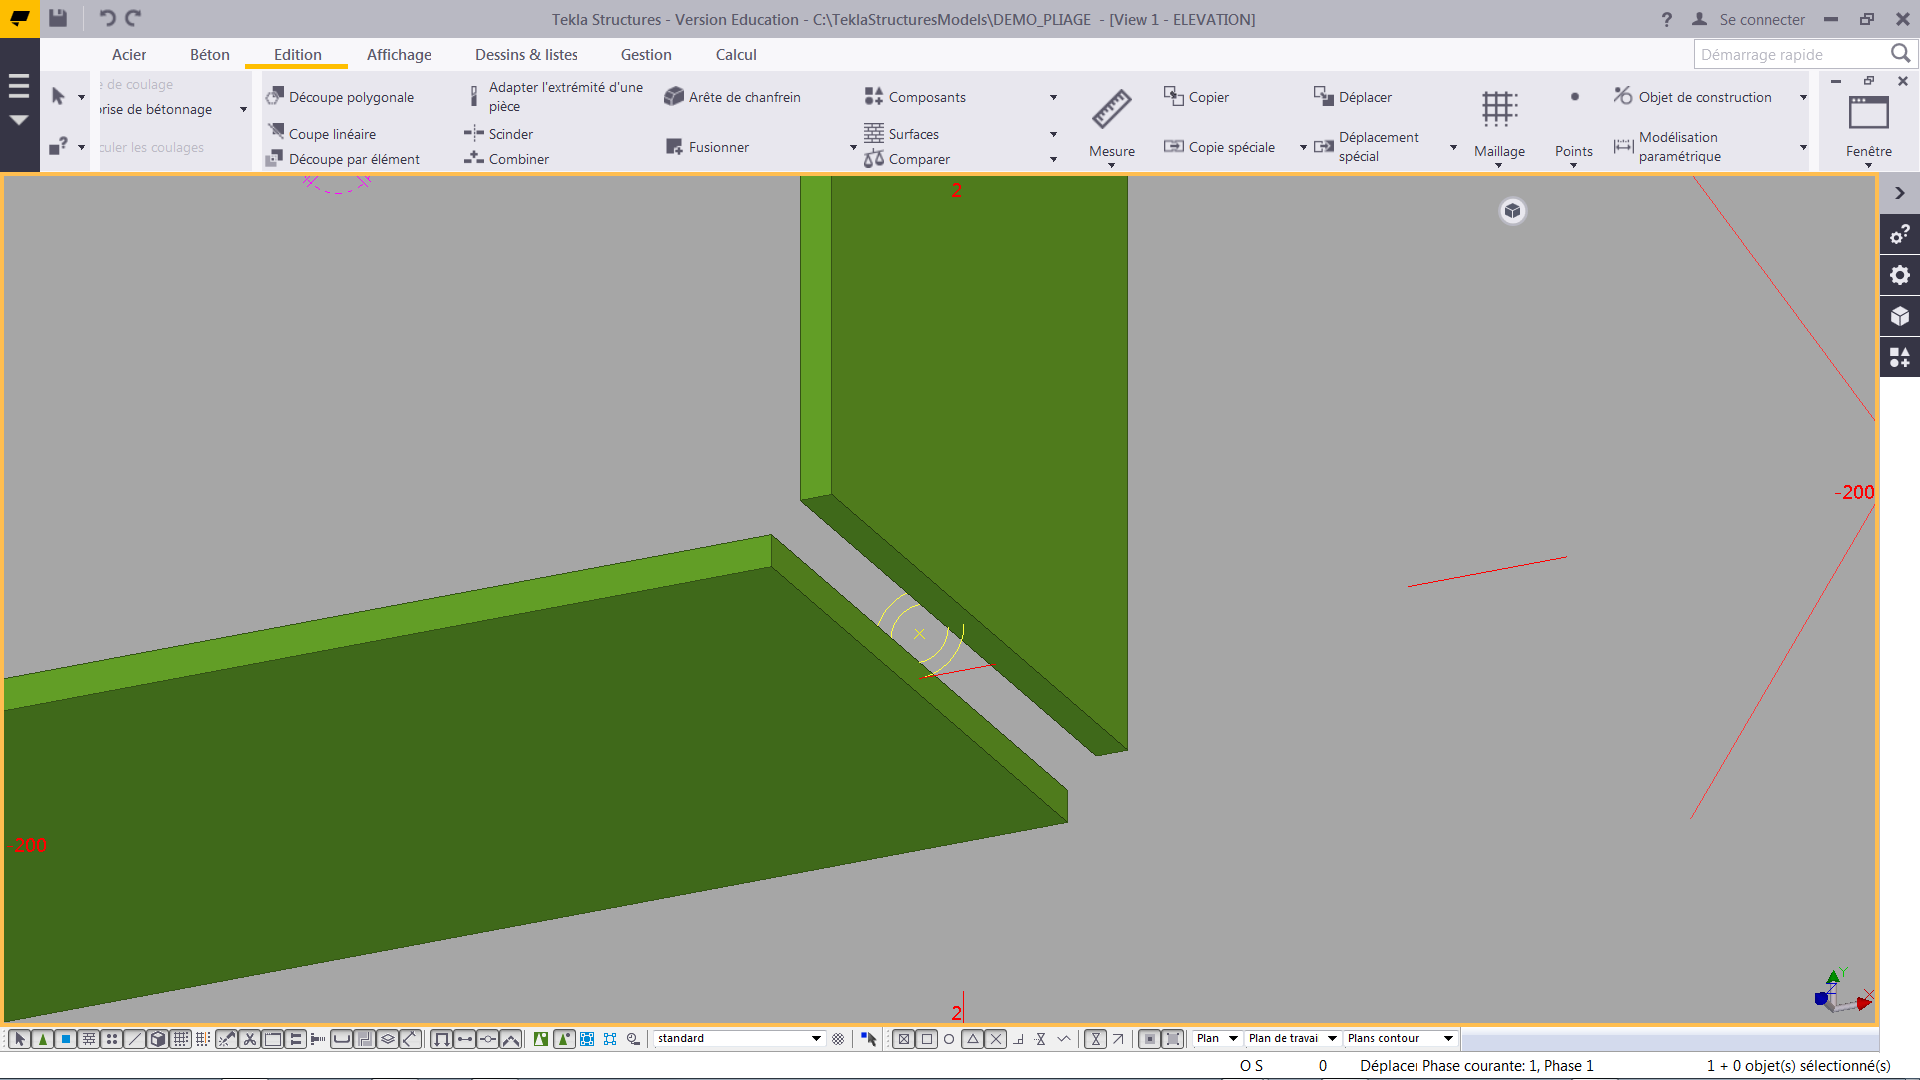 Tekla Structures - Version Education - C:\TeklaStructuresModels\DEMO_PLIAGE - [View 1 - ELEVATION]
? Se connecter
Acier Béton Edition Affichage Dessins & listes Gestion Calcul
Démarrage rapide
e de coulage
prise de bétonnage
culer les coulages
Découpe polygonale
Coupe linéaire
Découpe par élément
Adapter l'extrémité d'une
pièce
Scinder
Combiner
Arête de chanfrein
Fusionner
Composants
Surfaces
Comparer
Mesure
Copier
Copie spéciale
Déplacer
Déplacement
spécial
Maillage
Points
Objet de construction
Modélisation
paramétrique
Fenêtre
2
-200
-200
2
Y
X
Z
standard
Plan
Plan de travai
Plans contour
O S 0 Déplacer Phase courante: 1, Phase 1 1 + 0 objet(s) sélectionné(s)